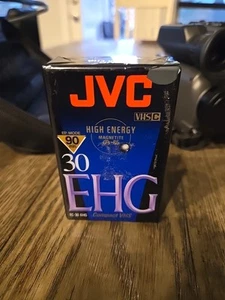 JVC
VHS C
HIGH ENERGY
MAGNETITE
EP-MODE
90
30
EHG
Compact VHS